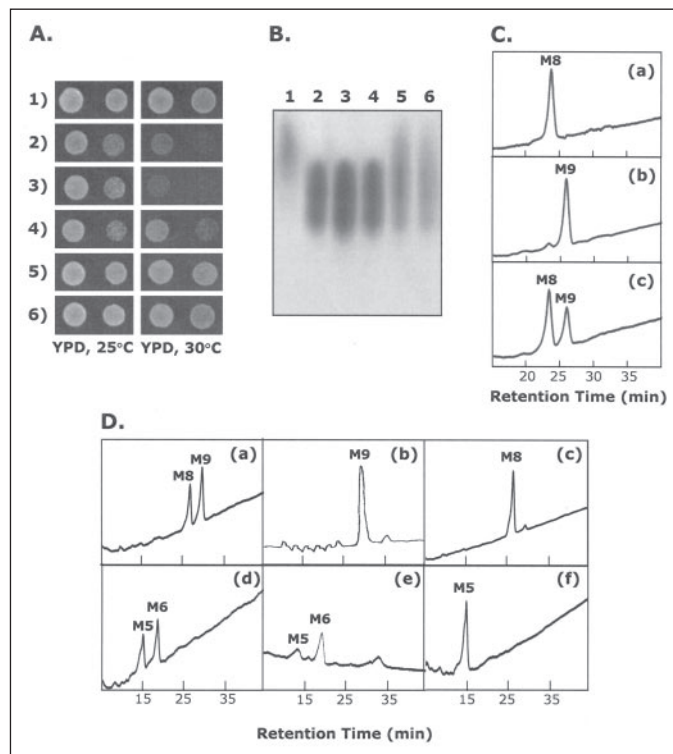 A.
1)
2)
3)
4)
5)
6)
YPD, 25°C YPD, 30°C
B.
1 2 3 4 5 6
C.
M8
(a)
M9
(b)
M8
M9
(c)
20 25 30 35
Retention Time (min)
D.
M8
M9
(a)
M9
(b)
M8
(c)
M5
M6
(d)
M5
M6
(e)
M5
(f)
15 25 35 15 25 35 15 25 35
Retention Time (min)